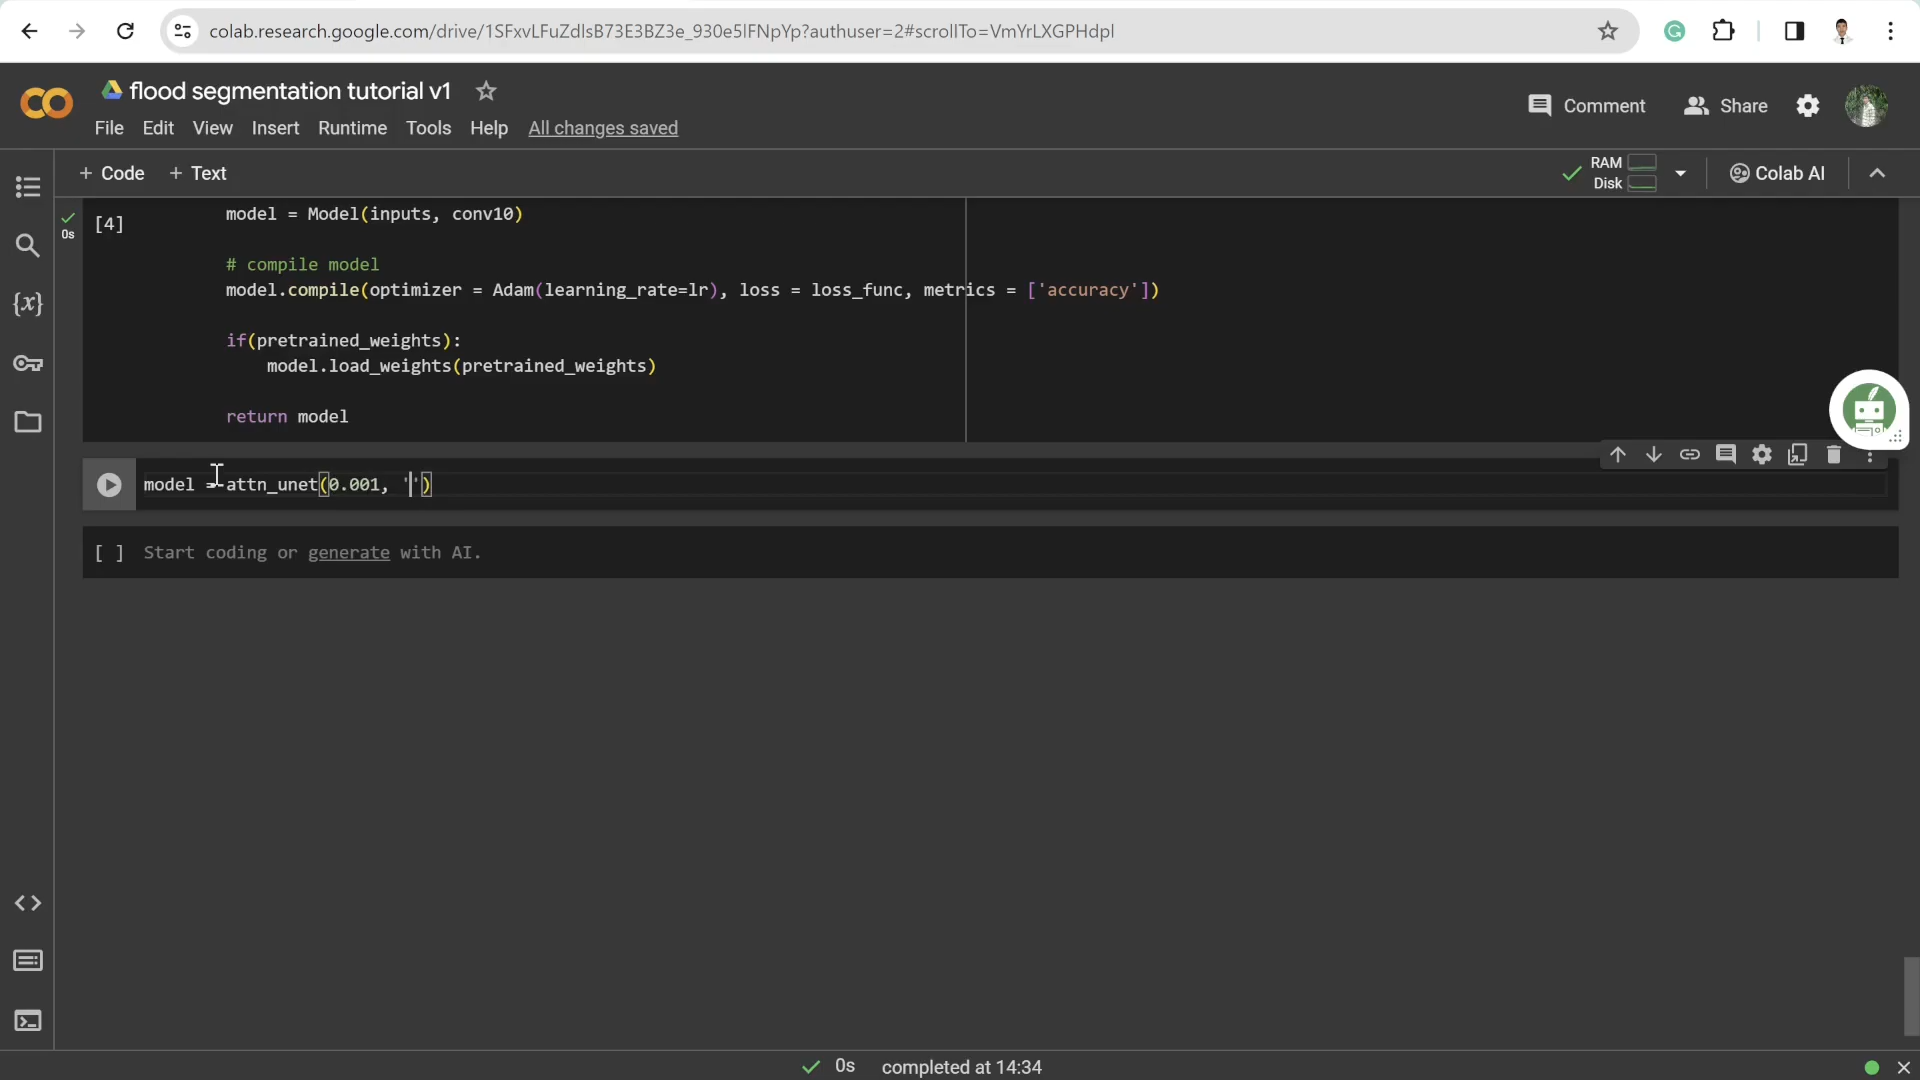 colab.research.google.com/drive/1SFxvLFuZdlsB73E3BZ3e_930e5lFNpYp?authuser=2#scrollTo=VmYrLXGPHdpl
flood segmentation tutorial v1
File Edit View Insert Runtime Tools Help All changes saved
Comment Share
+ Code + Text
RAM
Disk
Colab AI
[4]
0s
model = Model(inputs, conv10)
# compile model
model.compile(optimizer = Adam(learning_rate=lr), loss = loss_func, metrics = ['accuracy'])
if(pretrained_weights):
model.load_weights(pretrained_weights)
return model
model = attn_unet(0.001, '')
[ ] Start coding or generate with AI.
0s completed at 14:34